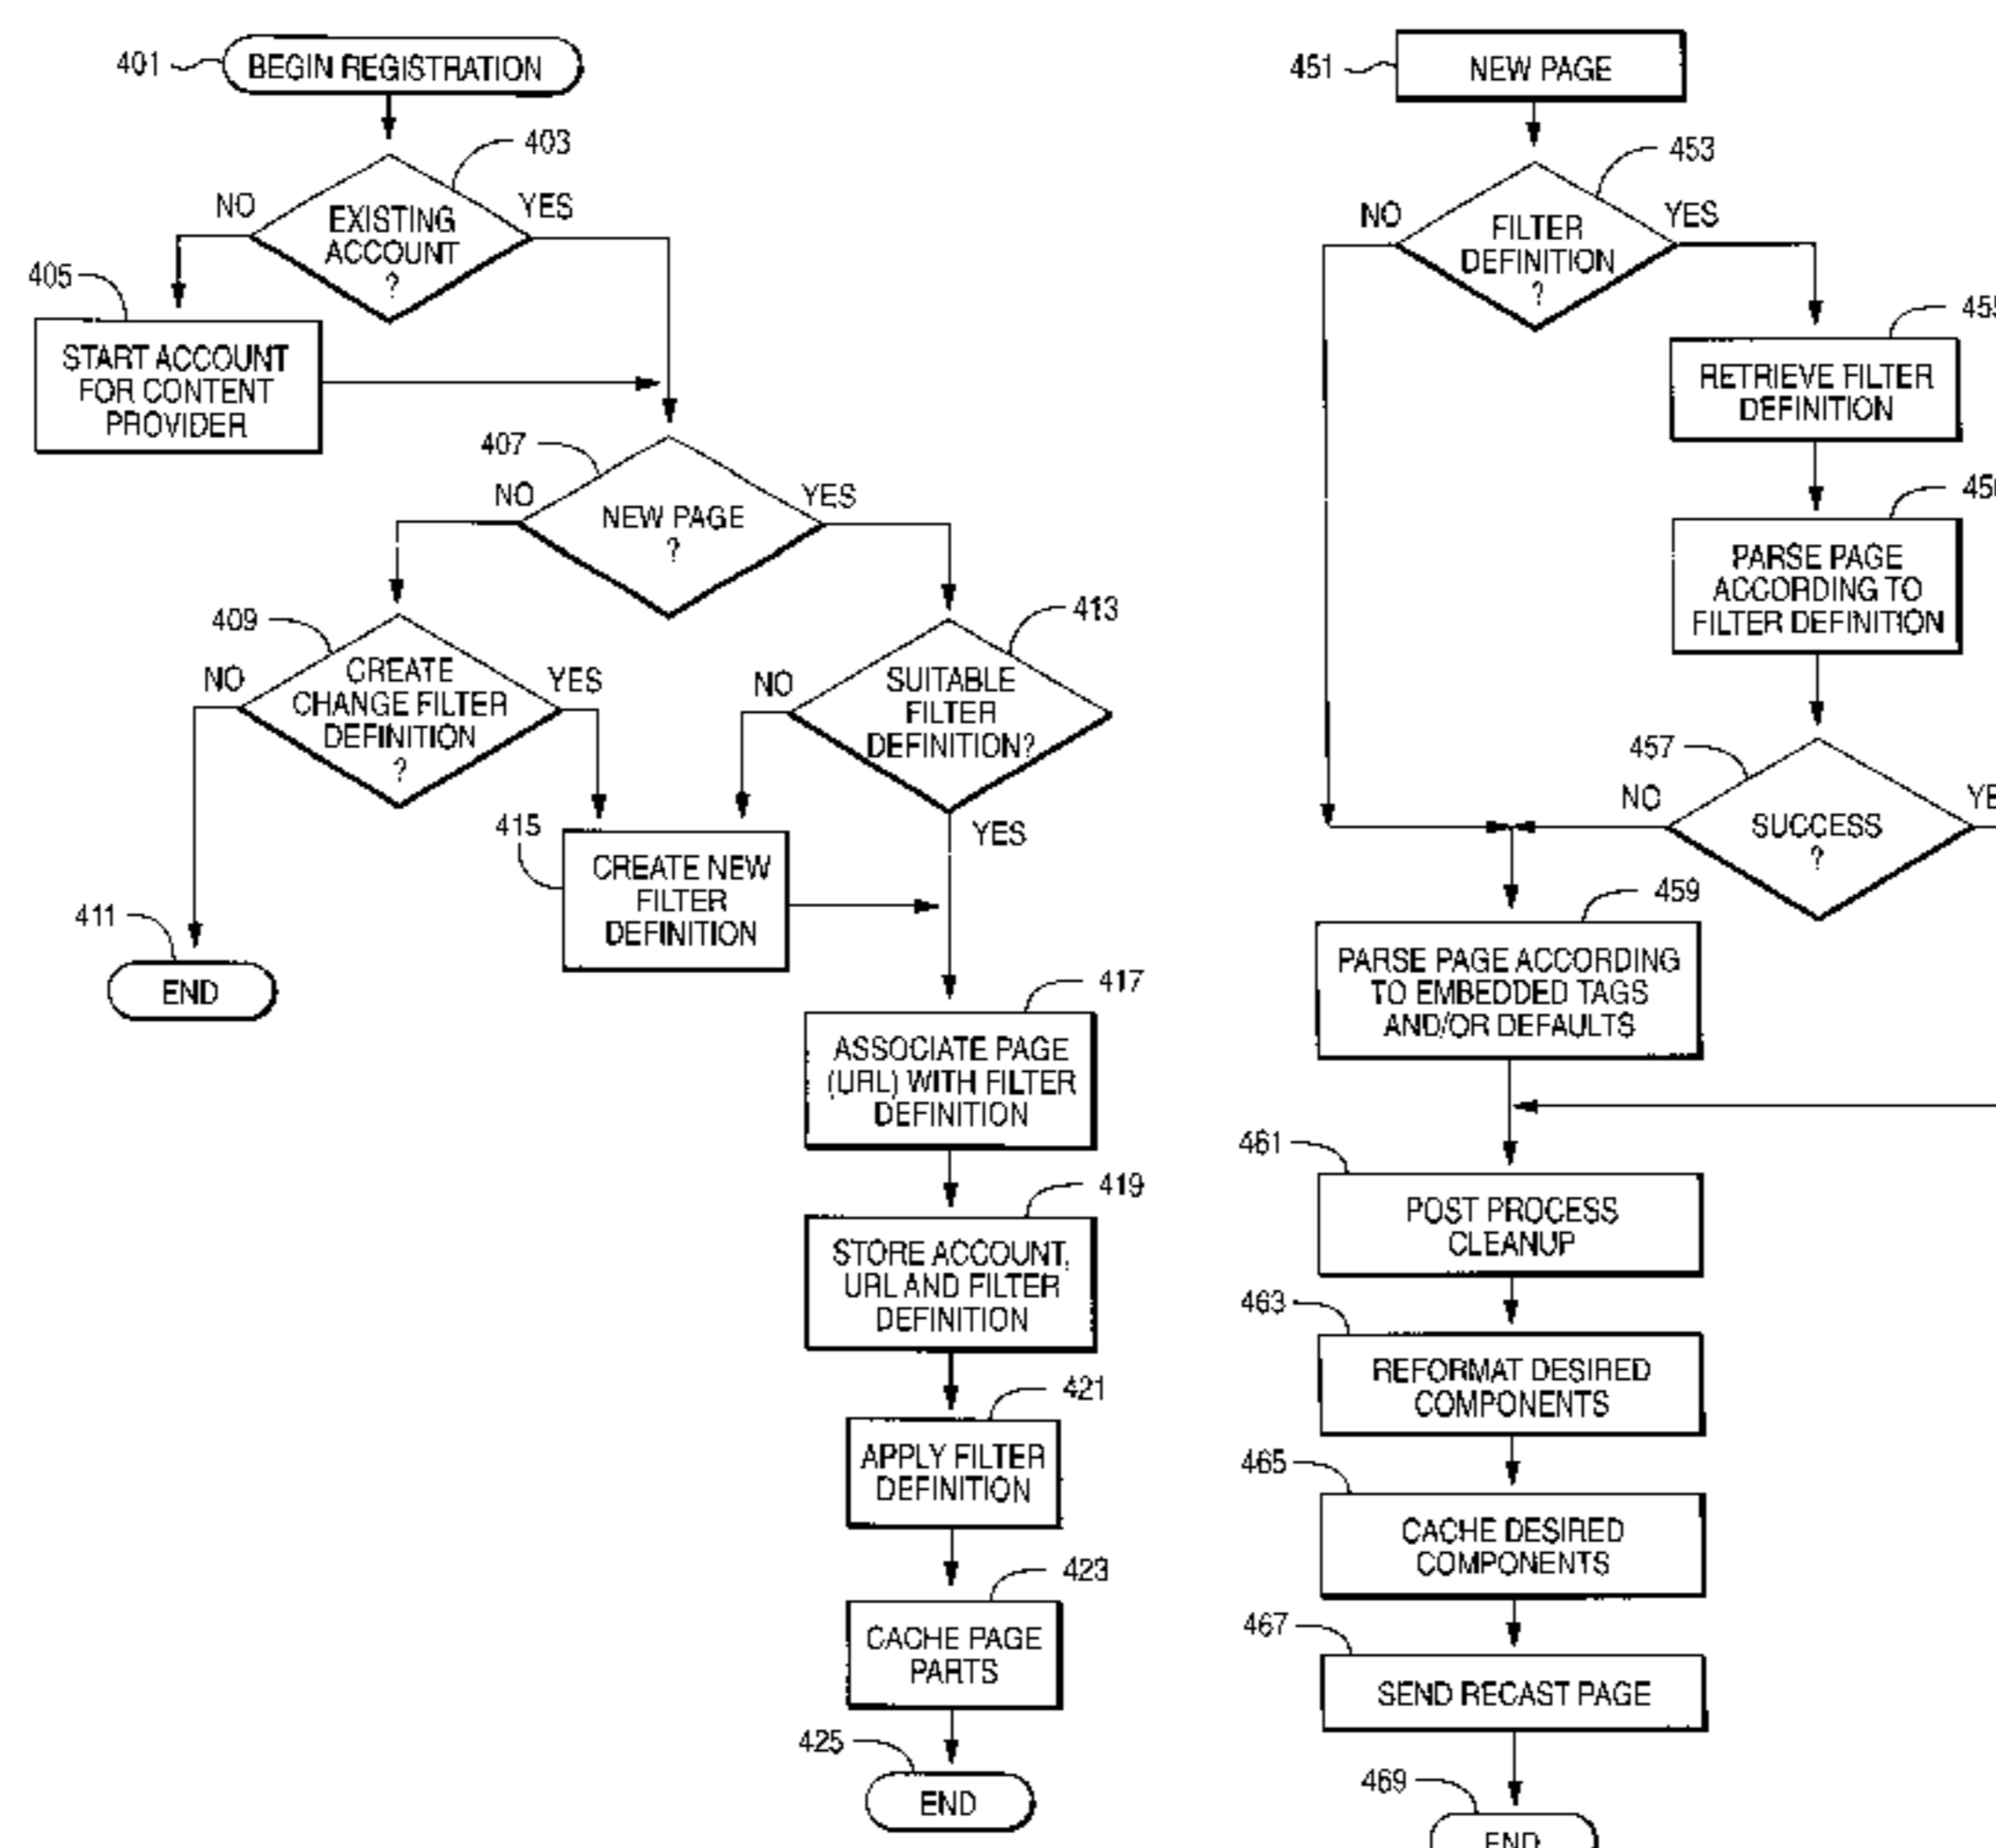 401
BEGIN REGISTRATION
403
NO
YES
EXISTING
ACCOUNT
?
405
START ACCOUNT
FOR CONTENT
PROVIDER
407
NO
YES
NEW PAGE
?
409
NO
YES
CREATE
CHANGE FILTER
DEFINITION
?
413
NO
SUITABLE
FILTER
DEFINITION?
YES
411
END
415
CREATE NEW
FILTER
DEFINITION
417
ASSOCIATE PAGE
(URL) WITH FILTER
DEFINITION
419
STORE ACCOUNT,
URL AND FILTER
DEFINITION
421
APPLY FILTER
DEFINITION
423
CACHE PAGE
PARTS
425
END
451
NEW PAGE
453
NO
YES
FILTER
DEFINITION
?
RETRIEVE FILTER
DEFINITION
PARSE PAGE
ACCORDING TO
FILTER DEFINITION
457
NO
SUCCESS
?
459
PARSE PAGE ACCORDING
TO EMBEDDED TAGS
AND/OR DEFAULTS
461
POST PROCESS
CLEANUP
463
REFORMAT DESIRED
COMPONENTS
465
CACHE DESIRED
COMPONENTS
467
SEND RECAST PAGE
469
END